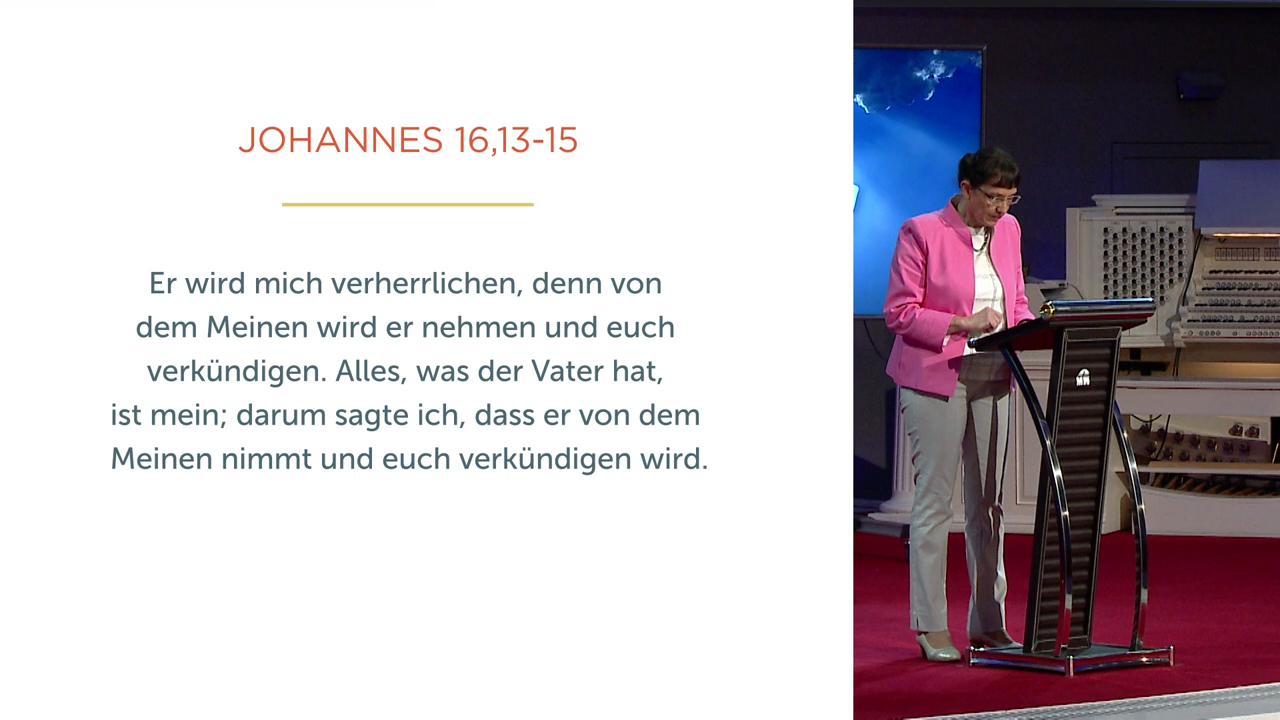 JOHANNES 16,13-15
Er wird mich verherrlichen, denn von
dem Meinen wird er nehmen und euch
verkündigen. Alles, was der Vater hat,
ist mein; darum sagte ich, dass er von dem
Meinen nimmt und euch verkündigen wird.